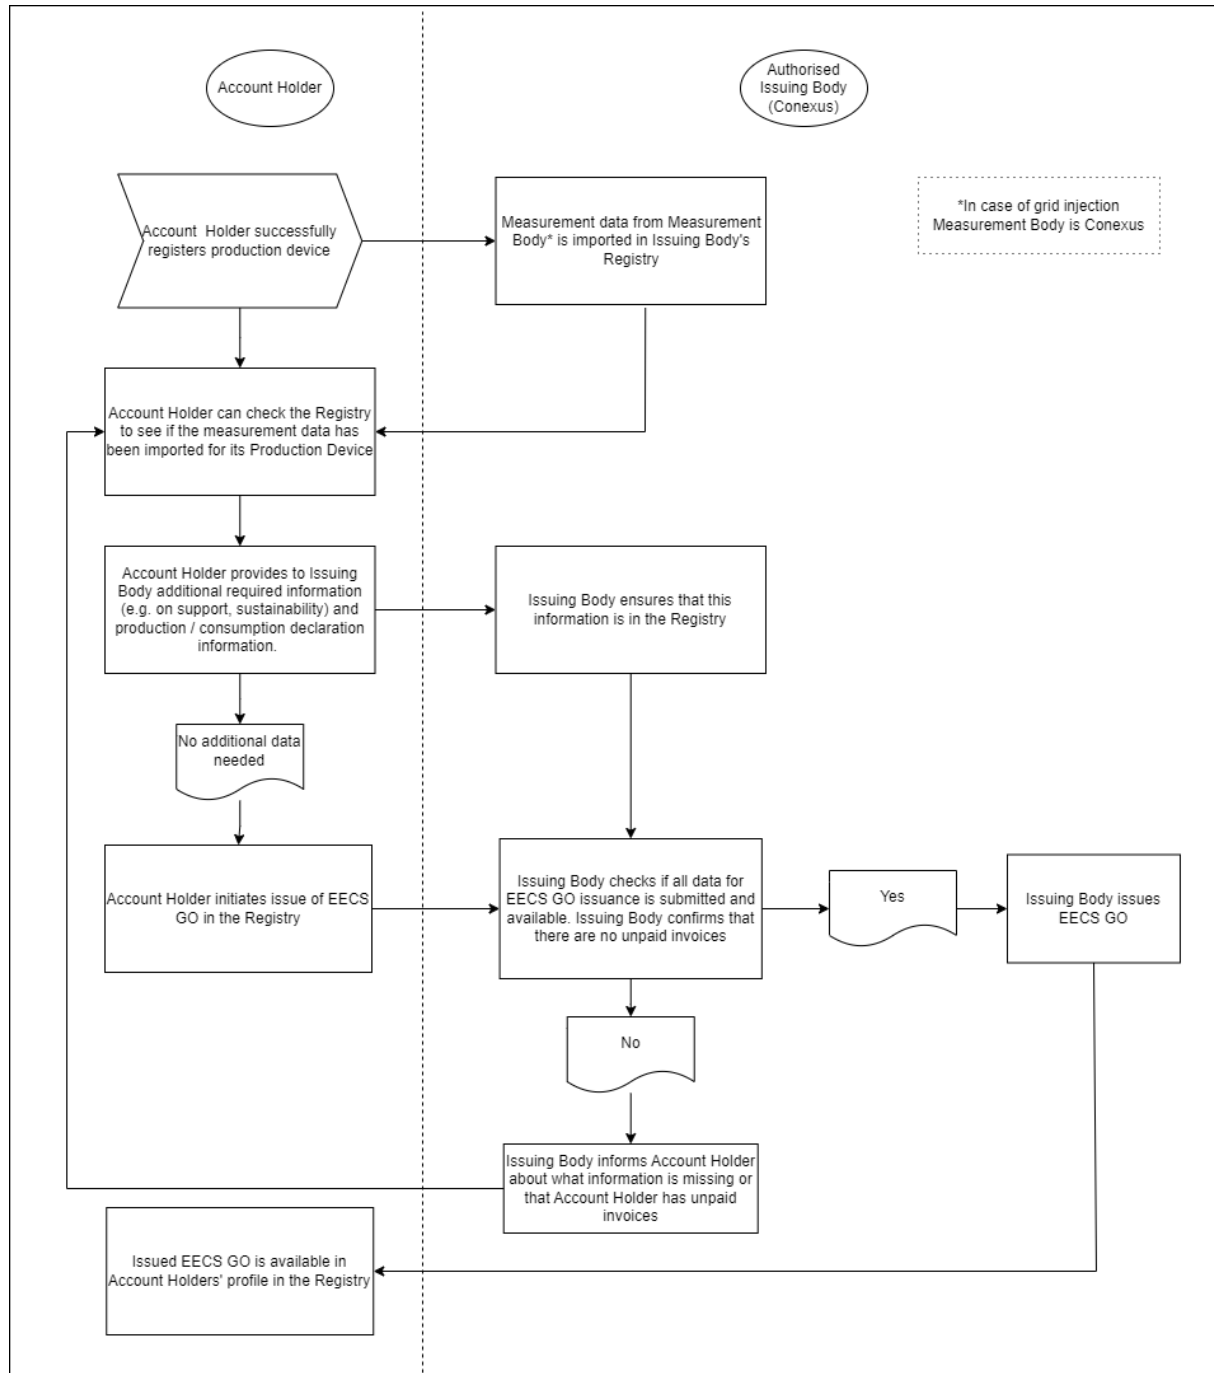 Account Holder
Authorised
Issuing Body
(Conexus)
Account  Holder successfully
registers production device
Measurement data from Measurement
Body* is imported in Issuing Body's
Registry
*In case of grid injection
Measurement Body is Conexus
Account Holder can check the Registry
to see if the measurement data has
been imported for its Production Device
Account Holder provides to Issuing
Body additional required information
(e.g. on support, sustainability) and
production / consumption declaration
information.
Issuing Body ensures that this
information is in the Registry
No additional data
needed
Account Holder initiates issue of EECS
GO in the Registry
Issuing Body checks if all data for
EECS GO issuance is submitted and
available. Issuing Body confirms that
there are no unpaid invoices
Yes
Issuing Body issues
EECS GO
No
Issuing Body informs Account Holder
about what information is missing or
that Account Holder has unpaid
invoices
Issued EECS GO is available in
Account Holders' profile in the Registry